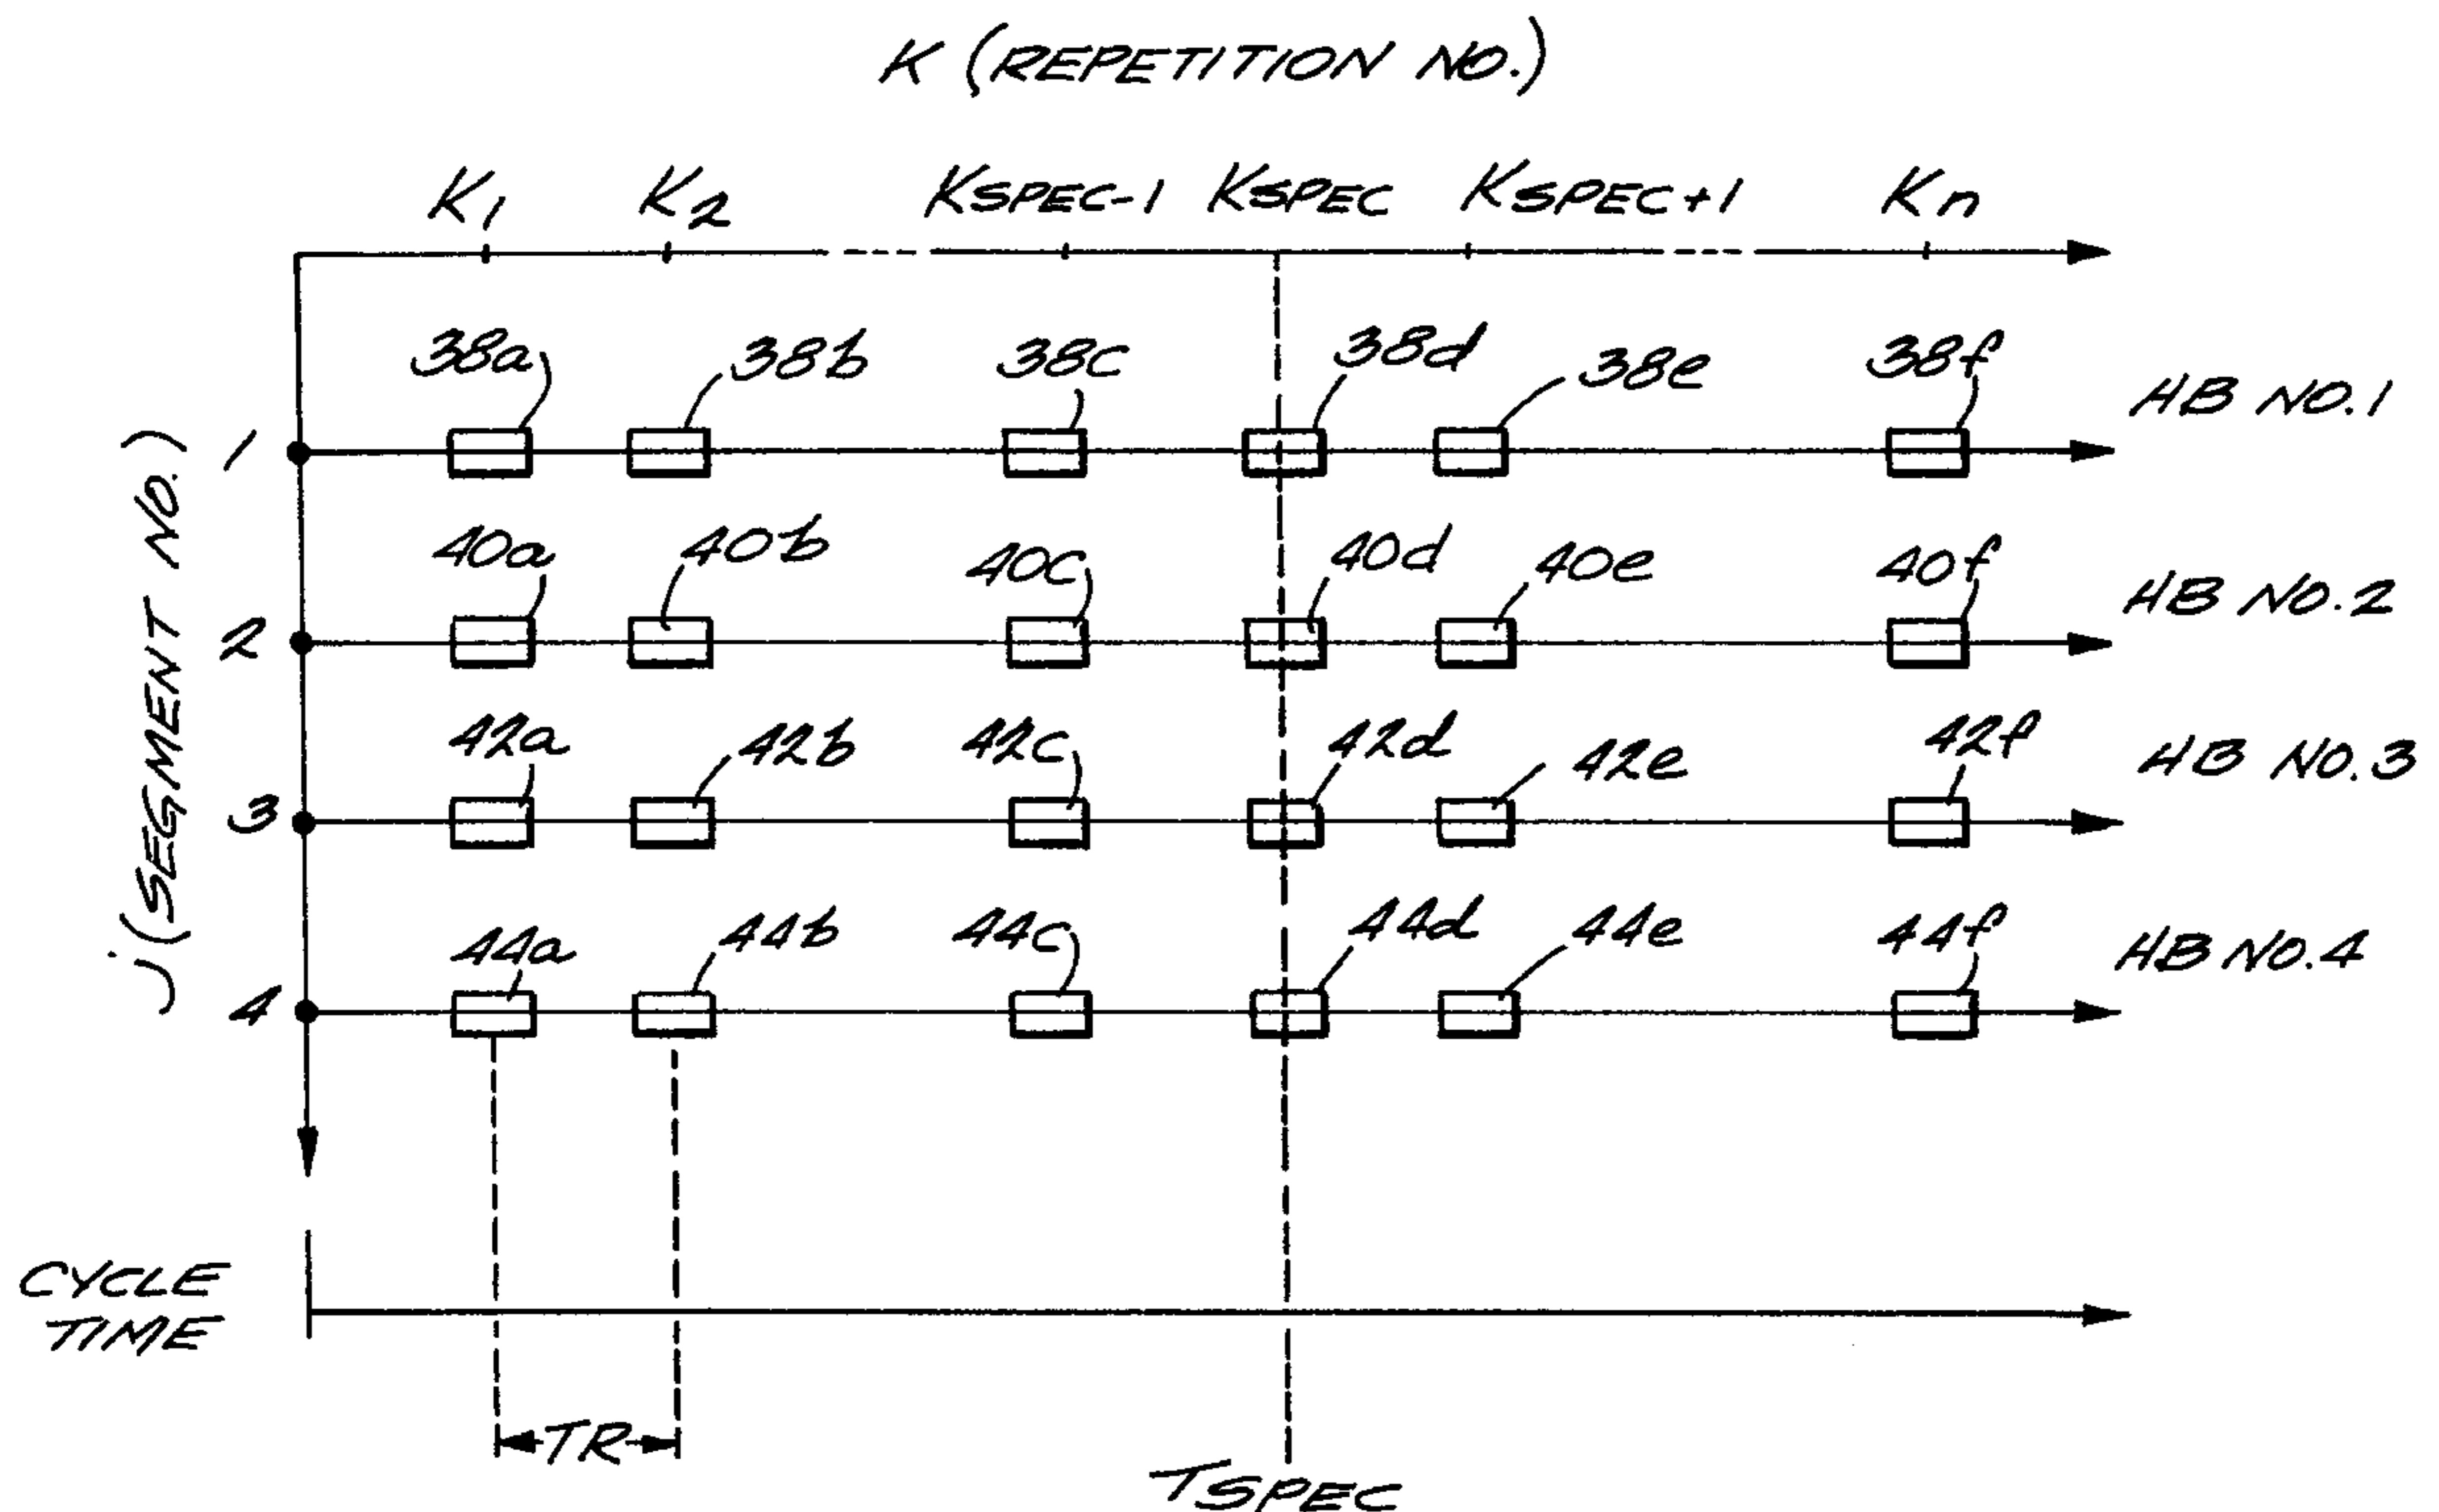 K (REPETITION NO.)
K1 K2 KSPEC-1 KSPEC KSPEC+1 Kn
38a 38b 38c 38d 38e 38f
1 HB NO.1
40a 40b 40c 40d 40e 40f
2 HB NO.2
42a 42b 42c 42d 42e 42f
3 HB NO.3
44a 44b 44c 44d 44e 44f
4 HB NO.4
j (SEGMENT NO.)
CYCLE
TIME
TR
TSPEC